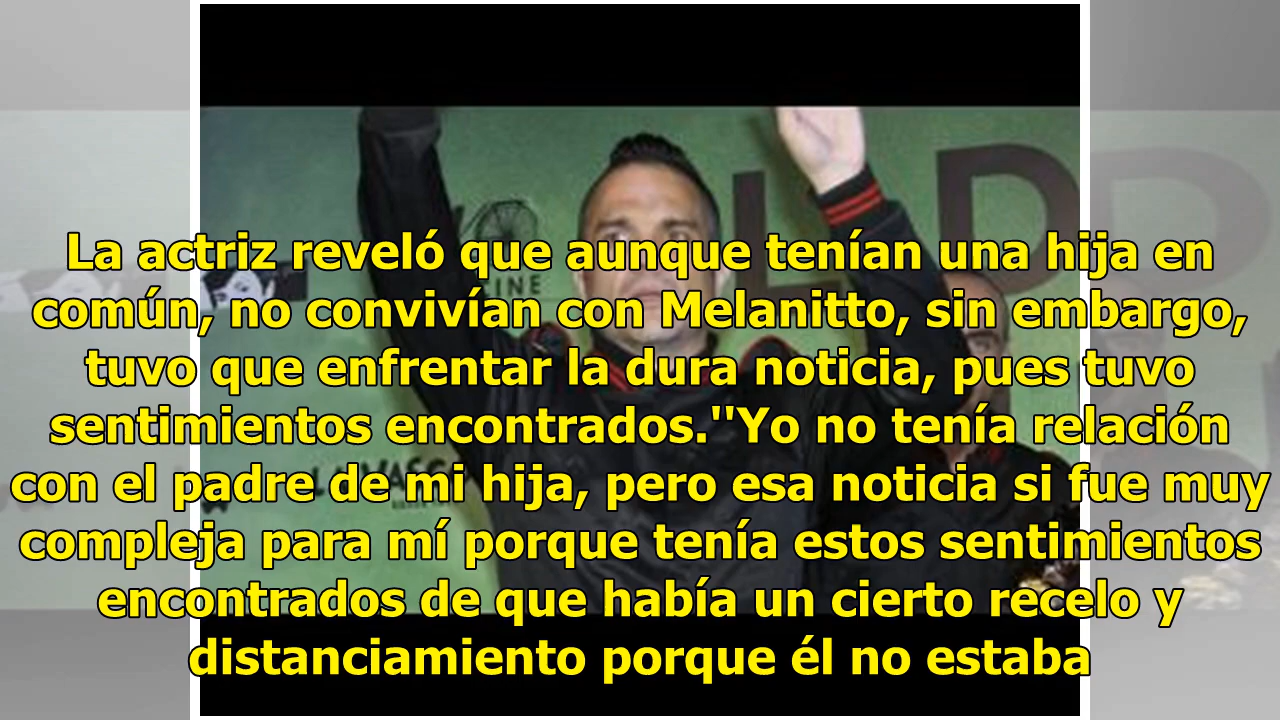 La actriz reveló que aunque tenían una hija en
común, no convivían con Melanitto, sin embargo,
tuvo que enfrentar la dura noticia, pues tuvo
sentimientos encontrados."Yo no tenía relación
con el padre de mi hija, pero esa noticia si fue muy
compleja para mí porque tenía estos sentimientos
encontrados de que había un cierto recelo y
distanciamiento porque él no estaba
CINE